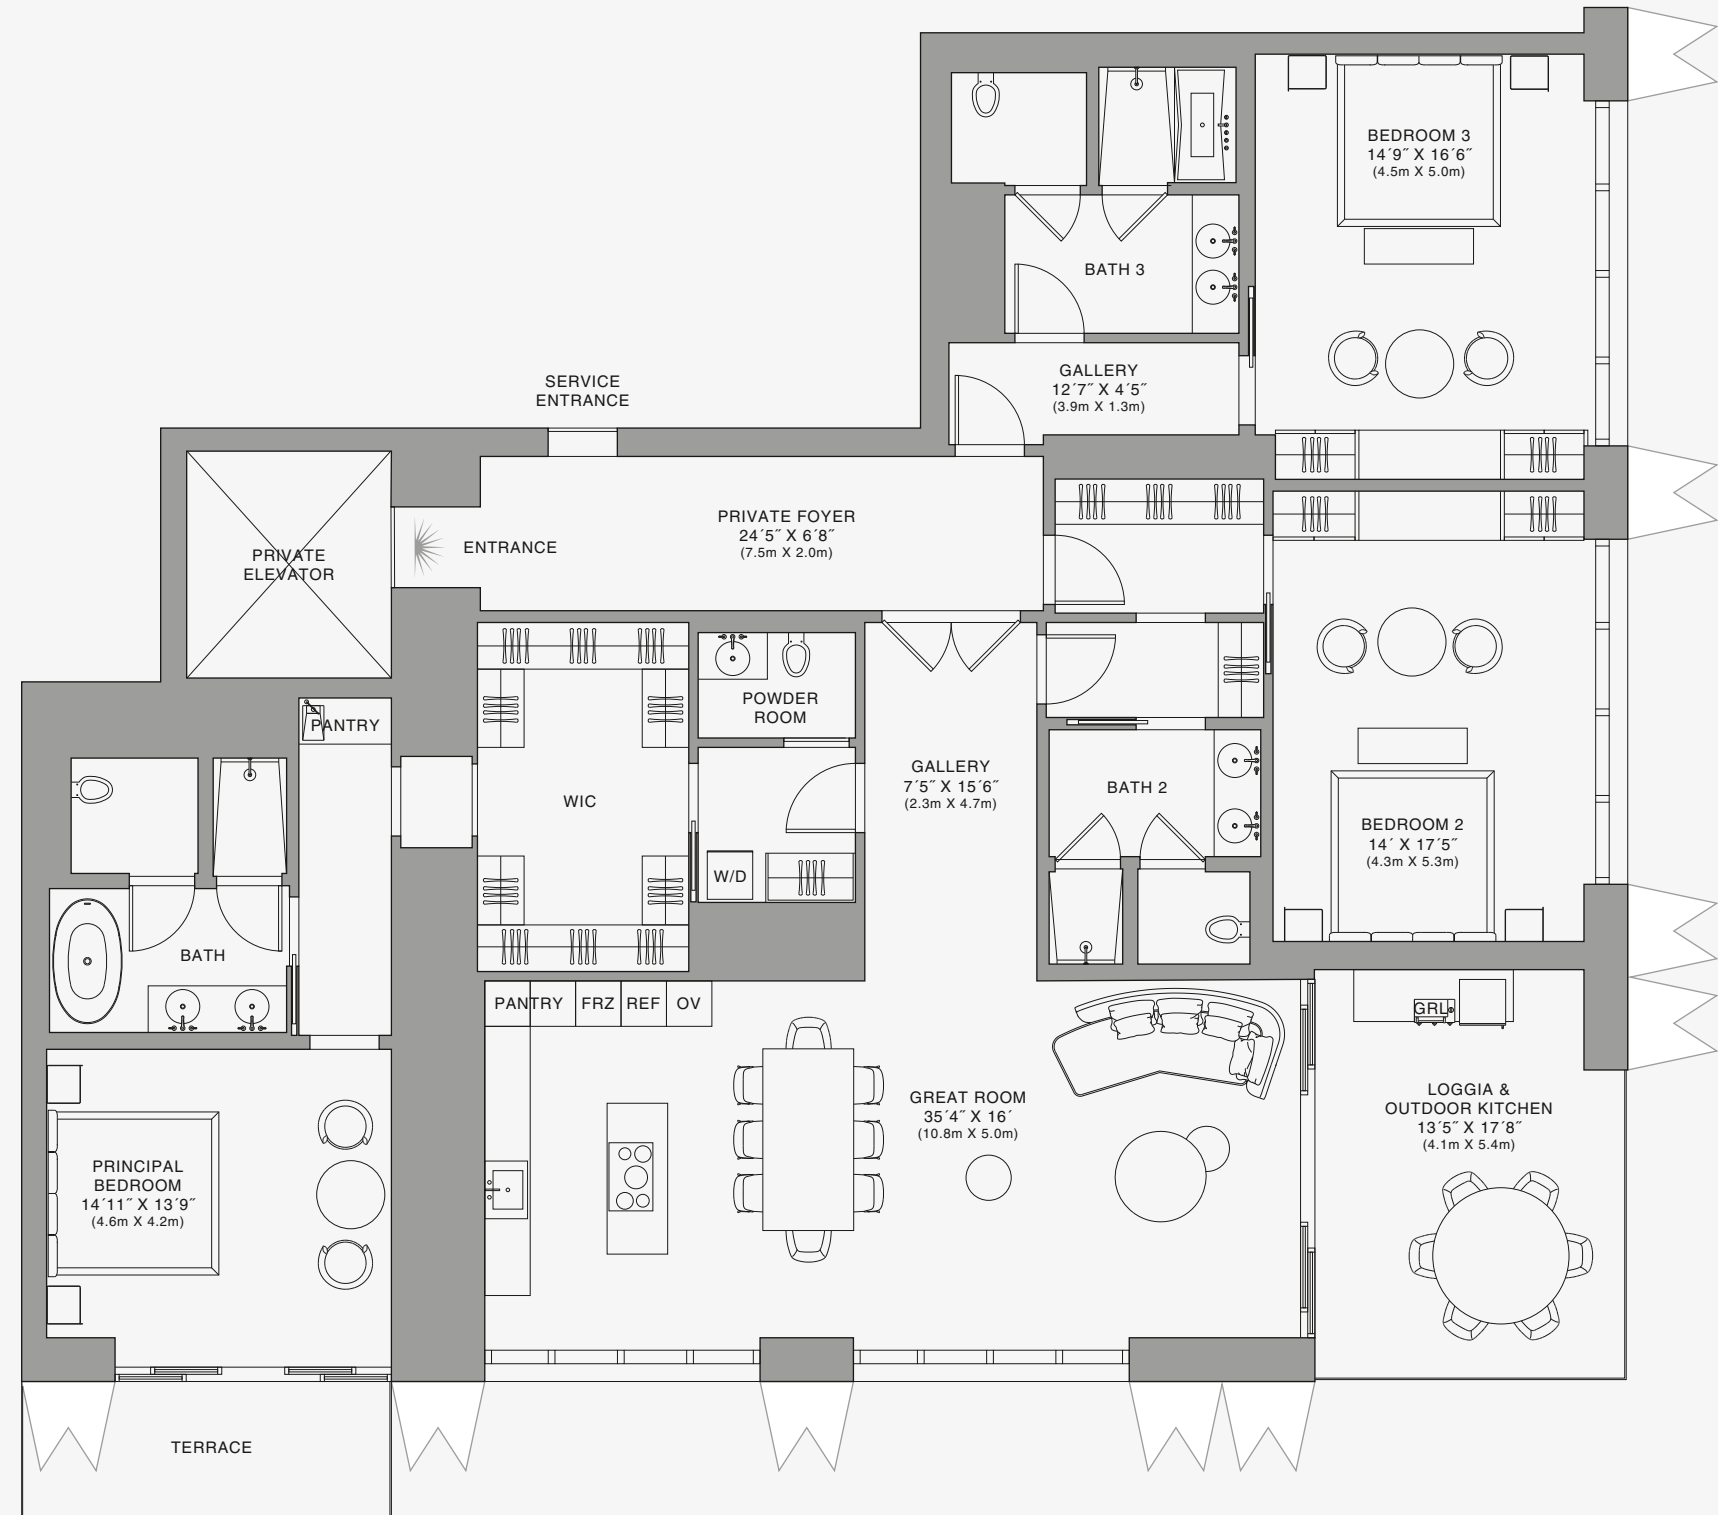 BEDROOM 3
14´9˝ X 16´6˝
(4.5m X 5.0m)
BATH 3
GALLERY
12´7˝ X 4´5˝
(3.9m X 1.3m)
SERVICE
ENTRANCE
PRIVATE FOYER
24´5˝ X 6´8˝
(7.5m X 2.0m)
ENTRANCE
PRIVATE
ELEVATOR
POWDER
ROOM
PANTRY
GALLERY
7´5˝ X 15´6˝
(2.3m X 4.7m)
WIC
BATH 2
BEDROOM 2
14´ X 17´5˝
(4.3m X 5.3m)
W/D
BATH
PANTRY
FRZ
REF
OV
GRL
GREAT ROOM
35´4˝ X 16´
(10.8m X 5.0m)
LOGGIA &
OUTDOOR KITCHEN
13´5˝ X 17´8˝
(4.1m X 5.4m)
PRINCIPAL
BEDROOM
14´11˝ X 13´9˝
(4.6m X 4.2m)
TERRACE